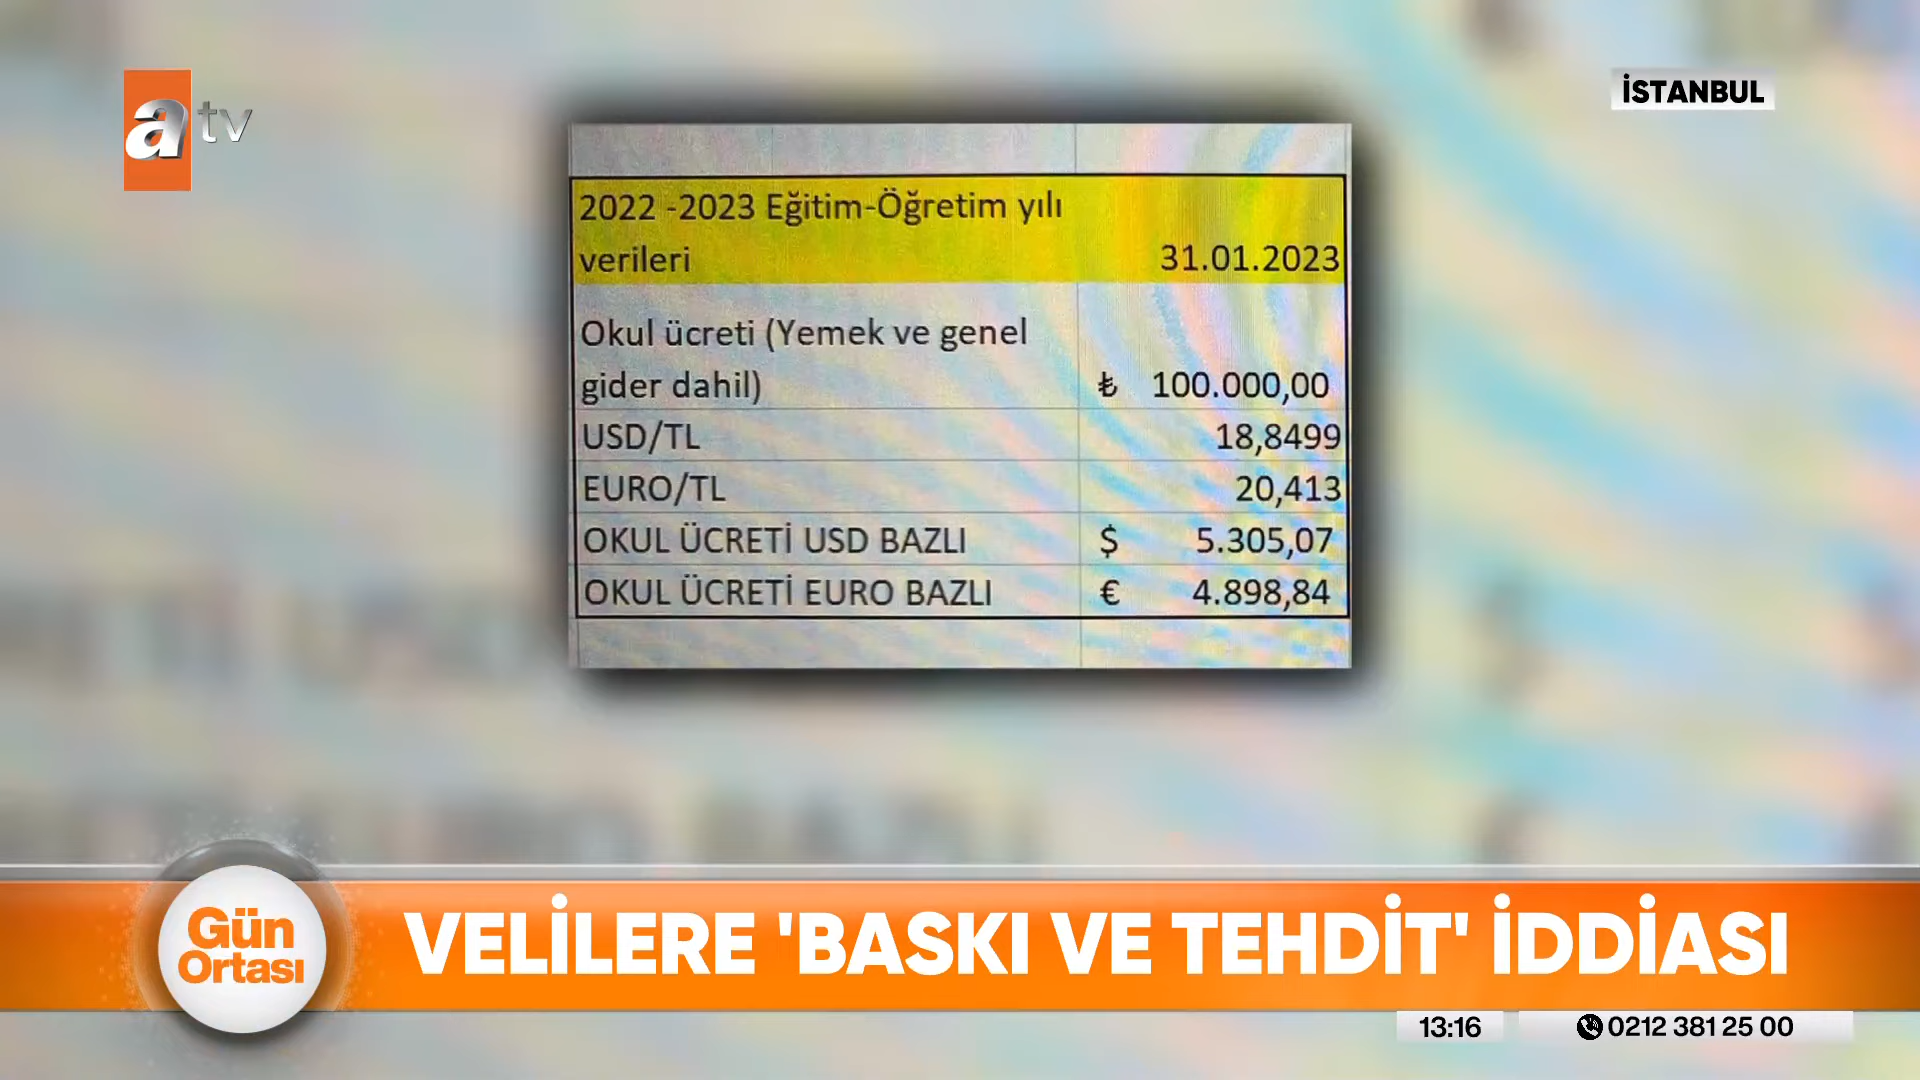 a tv
İSTANBUL
2022 -2023 Eğitim-Öğretim yılı
verileri 31.01.2023
Okul ücreti (Yemek ve genel
gider dahil) ₺ 100.000,00
USD/TL 18,8499
EURO/TL 20,413
OKUL ÜCRETİ USD BAZLI $ 5.305,07
OKUL ÜCRETİ EURO BAZLI € 4.898,84
Gün
Ortası
VELİLERE 'BASKI VE TEHDİT' İDDİASI
13:16 0212 381 25 00